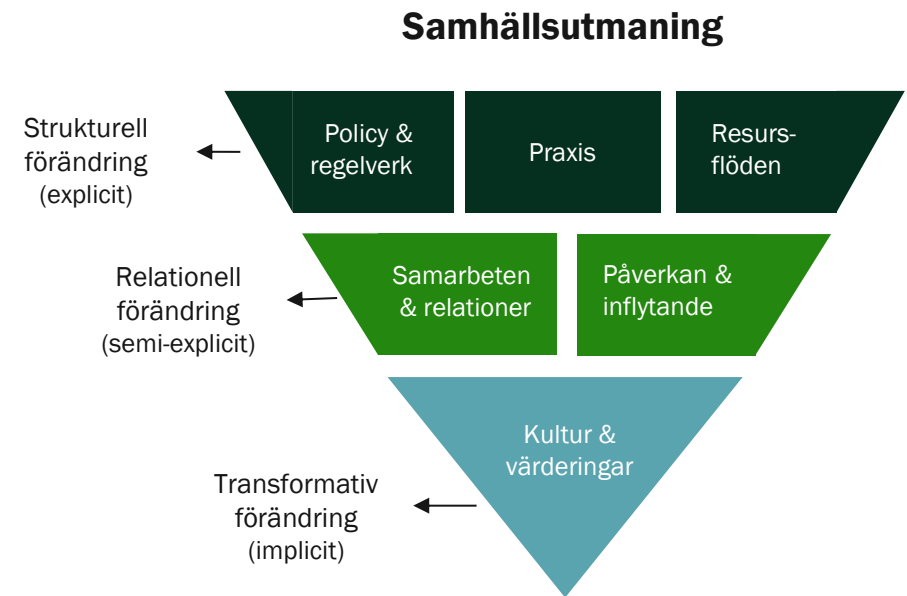 Samhällsutmaning
Strukturell
förändring
(explicit)
Policy &
regelverk
Praxis
Resurs-
flöden
Relationell
förändring
(semi-explicit)
Samarbeten
& relationer
Påverkan &
inflytande
Transformativ
förändring
(implicit)
Kultur &
värderingar